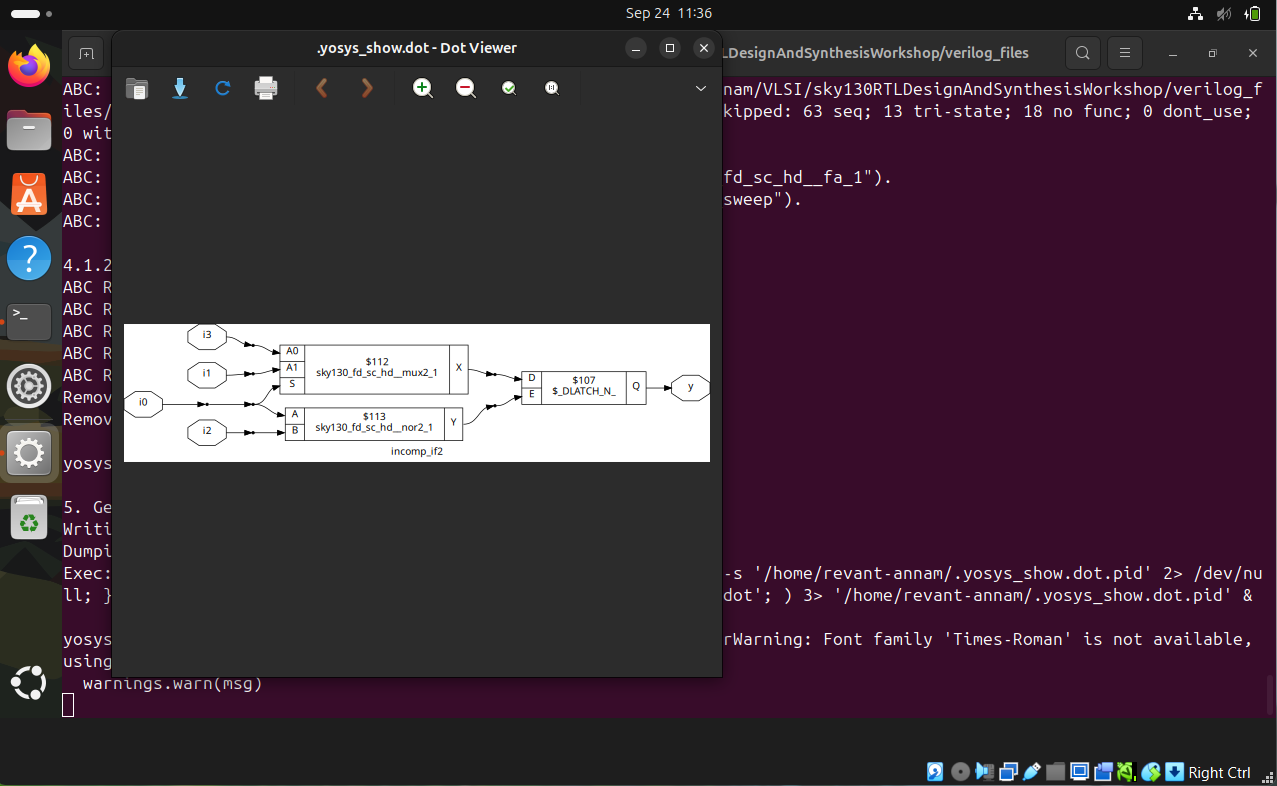 Sep 24 11:36
.yosys_show.dot - Dot Viewer
LDesignAndSynthesisWorkshop/verilog_files
ABC:
nam/VLSI/sky130RTLDesignAndSynthesisWorkshop/verilog_f
iles/
kipped: 63 seq; 13 tri-state; 18 no func; 0 dont_use;
0 wit
ABC:
ABC:
fd_sc_hd__fa_1").
ABC:
sweep").
ABC:
4.1.2
ABC R
ABC R
ABC R
ABC R
ABC R
Remov
Remov
yosys
5. Ge
Writi
Dumpi
Exec:
-s '/home/revant-annam/.yosys_show.dot.pid' 2> /dev/nu
ll; }
dot'; ) 3> '/home/revant-annam/.yosys_show.dot.pid' &
yosys
rWarning: Font family 'Times-Roman' is not available,
using
warnings.warn(msg)
i3
i1
i0
i2
A0
A1
S
$112
sky130_fd_sc_hd__mux2_1
X
A
B
$113
sky130_fd_sc_hd__nor2_1
Y
D
E
$107
$_DLATCH_N_
Q
y
incomp_if2
Right Ctrl